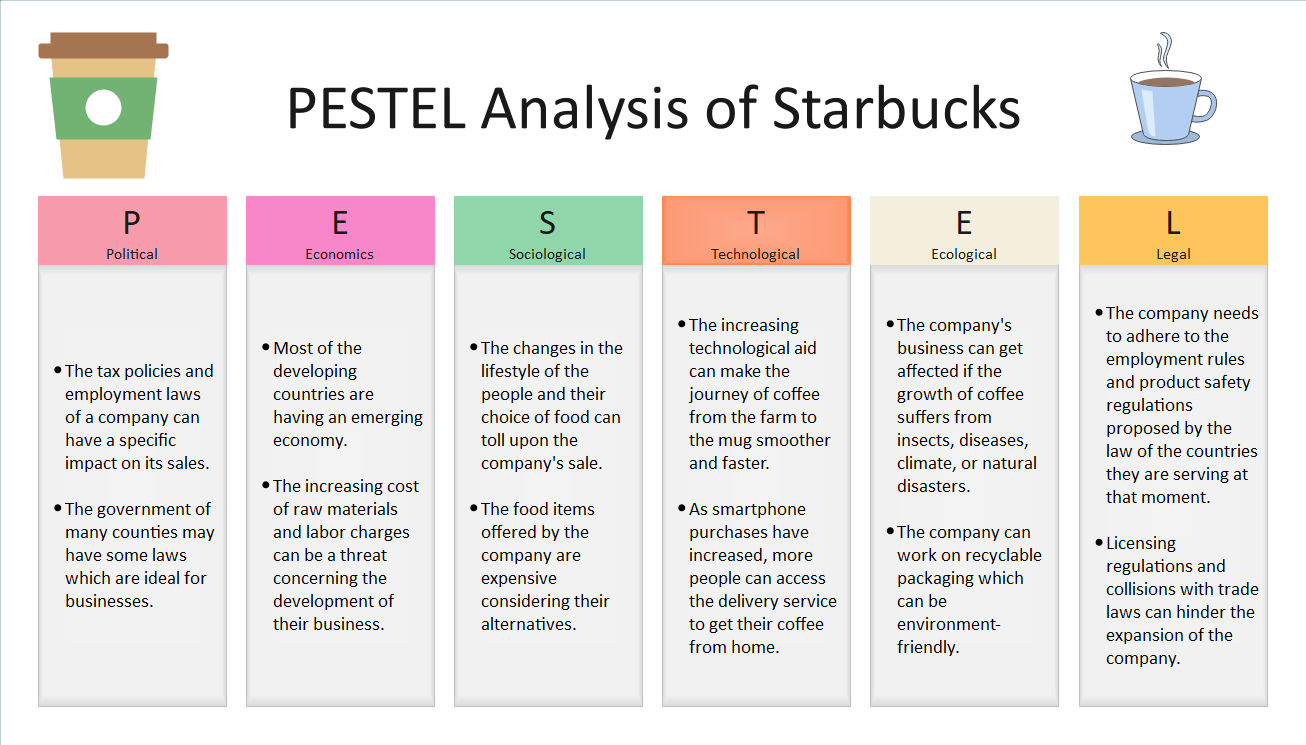 PESTEL Analysis of Starbucks
P
Political
• The tax policies and
employment laws
of a company can
have a specific
impact on its sales.
• The government of
many counties may
have some laws
which are ideal for
businesses.
E
Economics
• Most of the
developing
countries are
having an emerging
economy.
• The increasing cost
of raw materials
and labor charges
can be a threat
concerning the
development of
their business.
S
Sociological
• The changes in the
lifestyle of the
people and their
choice of food can
toll upon the
company's sale.
• The food items
offered by the
company are
expensive
considering their
alternatives.
T
Technological
• The increasing
technological aid
can make the
journey of coffee
from the farm to
the mug smoother
and faster.
• As smartphone
purchases have
increased, more
people can access
the delivery service
to get their coffee
from home.
E
Ecological
• The company's
business can get
affected if the
growth of coffee
suffers from
insects, diseases,
climate, or natural
disasters.
• The company can
work on recyclable
packaging which
can be
environment-
friendly.
L
Legal
• The company needs
to adhere to the
employment rules
and product safety
regulations
proposed by the
law of the countries
they are serving at
that moment.
• Licensing
regulations and
collisions with trade
laws can hinder the
expansion of the
company.